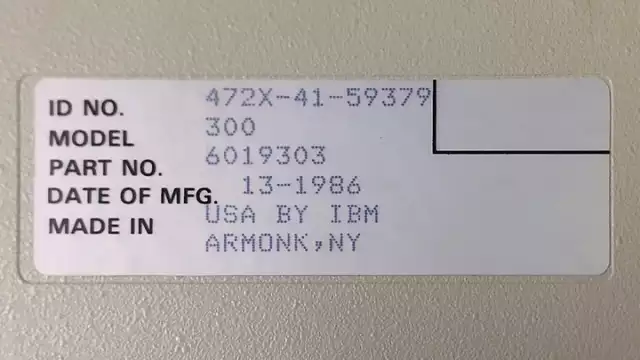 ID NO. 472X-41-59379
MODEL 300
PART NO. 6019303
DATE OF MFG. 13-1986
MADE IN USA BY IBM
ARMONK,NY